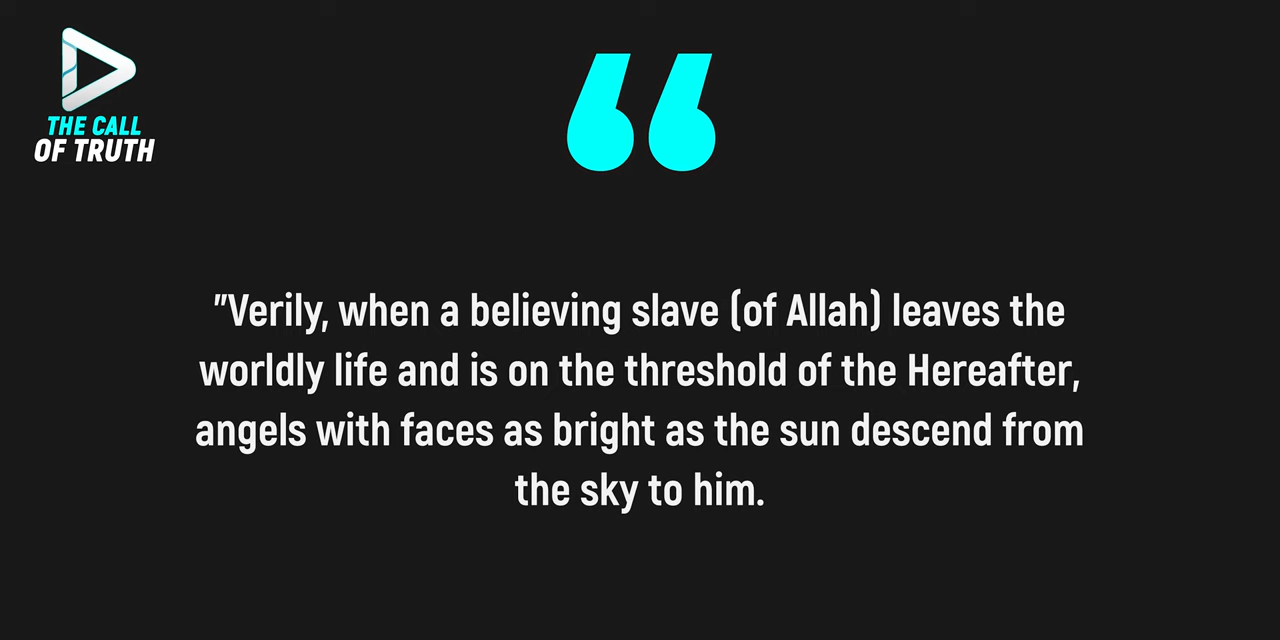 THE CALL
OF TRUTH
“
"Verily, when a believing slave (of Allah) leaves the
worldly life and is on the threshold of the Hereafter,
angels with faces as bright as the sun descend from
the sky to him.